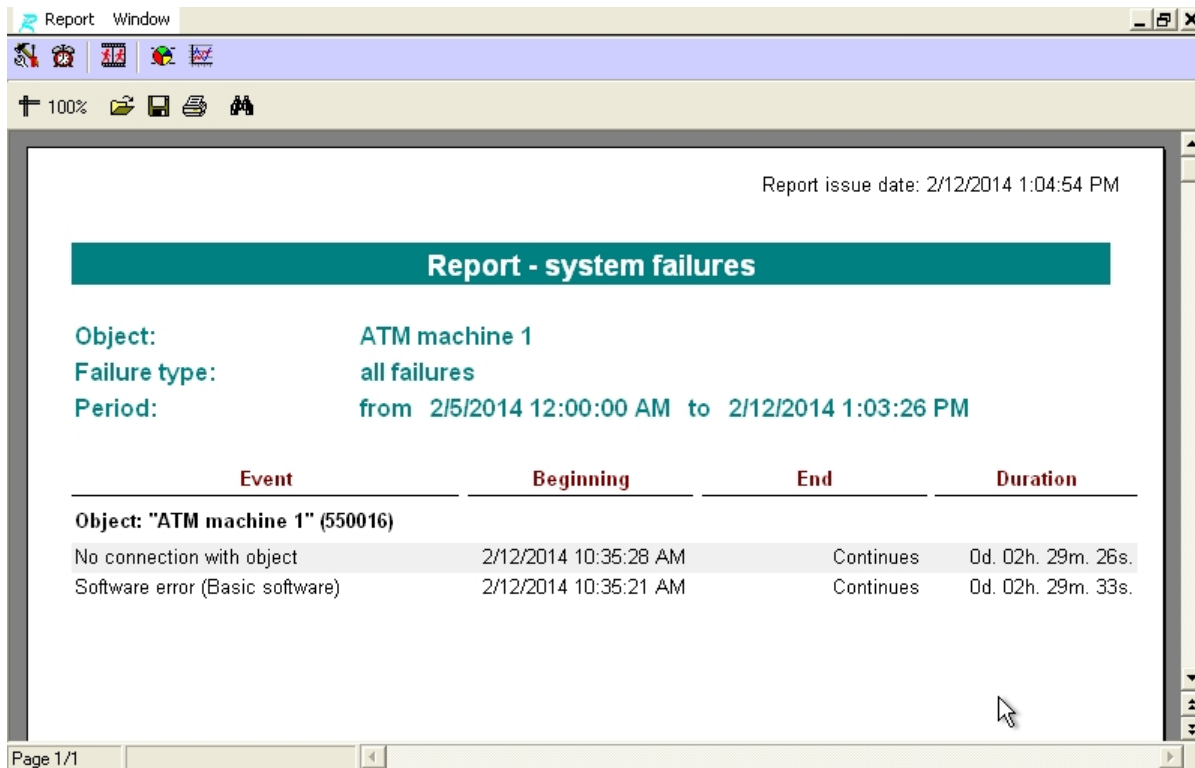 Report Window
100%
Report issue date: 2/12/2014 1:04:54 PM
Report - system failures
Object: ATM machine 1
Failure type: all failures
Period: from 2/5/2014 12:00:00 AM to 2/12/2014 1:03:26 PM
Event Beginning End Duration
Object: "ATM machine 1" (550016)
No connection with object 2/12/2014 10:35:28 AM Continues 0d. 02h. 29m. 26s.
Software error (Basic software) 2/12/2014 10:35:21 AM Continues 0d. 02h. 29m. 33s.
Page 1/1